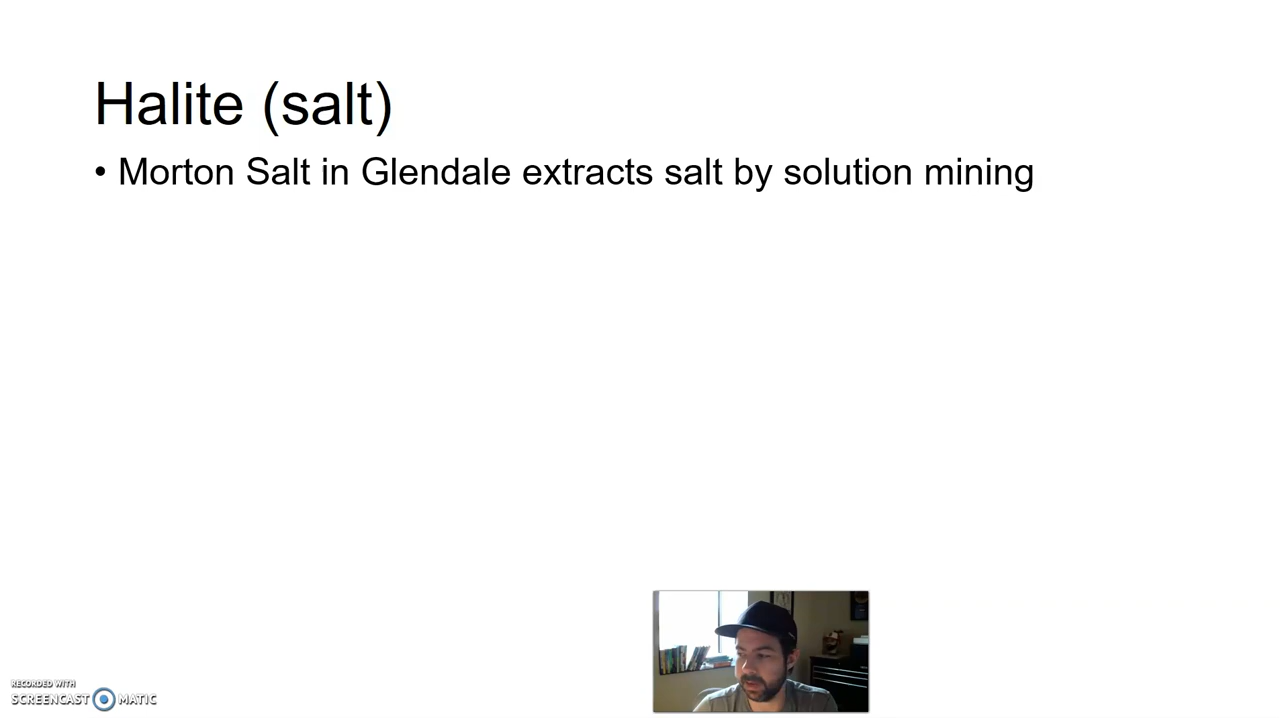 Halite (salt)
• Morton Salt in Glendale extracts salt by solution mining
RECORDED WITH
SCREENCAST MATIC